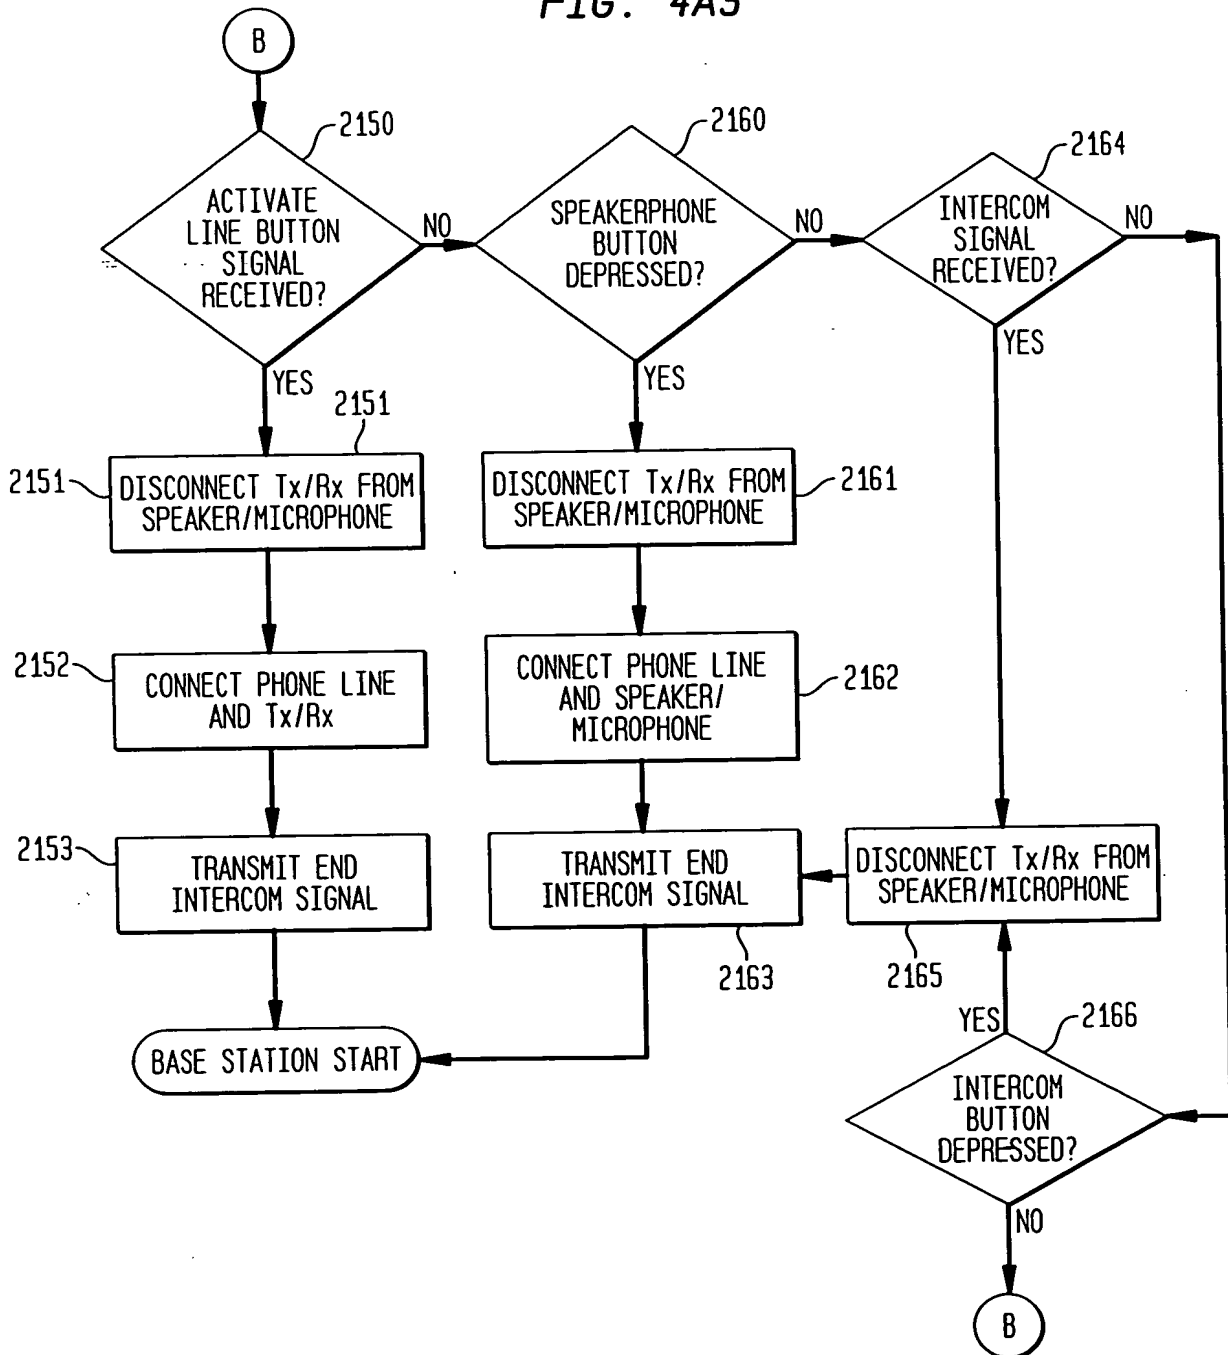 FIG. 4A3
B
2150
ACTIVATE
LINE BUTTON
SIGNAL
RECEIVED?
NO
YES
2160
SPEAKERPHONE
BUTTON
DEPRESSED?
NO
YES
2164
INTERCOM
SIGNAL
RECEIVED?
NO
YES
2151
2151
DISCONNECT Tx/Rx FROM
SPEAKER/MICROPHONE
2161
DISCONNECT Tx/Rx FROM
SPEAKER/MICROPHONE
2152
CONNECT PHONE LINE
AND Tx/Rx
2162
CONNECT PHONE LINE
AND SPEAKER/
MICROPHONE
2153
TRANSMIT END
INTERCOM SIGNAL
TRANSMIT END
INTERCOM SIGNAL
2163
DISCONNECT Tx/Rx FROM
SPEAKER/MICROPHONE
2165
BASE STATION START
YES
2166
INTERCOM
BUTTON
DEPRESSED?
NO
B